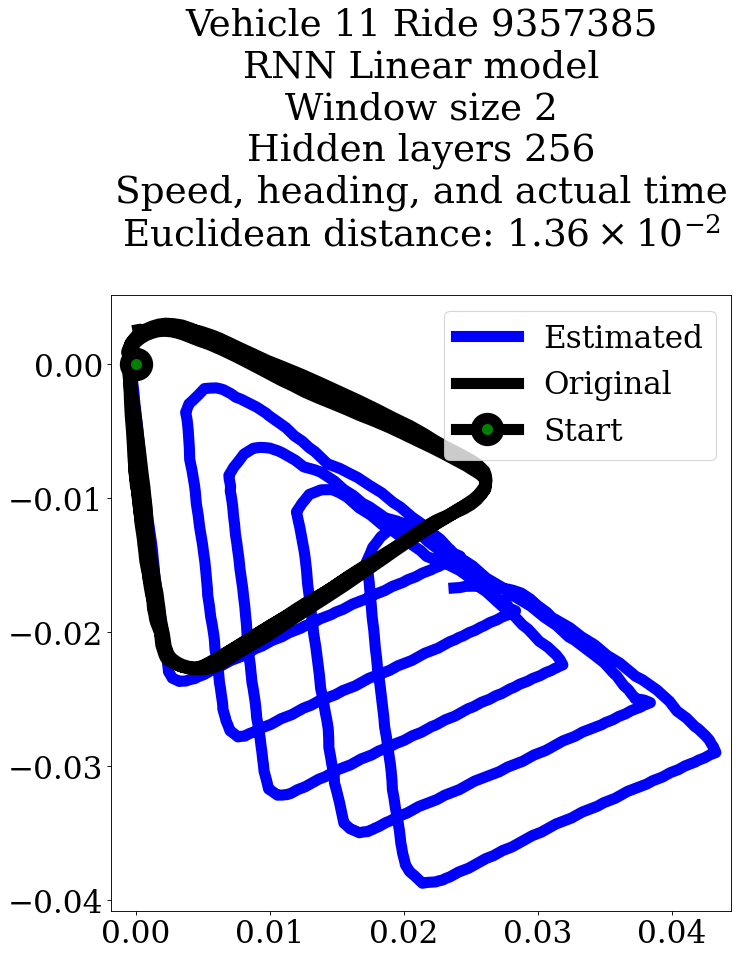 Vehicle 11 Ride 9357385
RNN Linear model
Window size 2
Hidden layers 256
Speed, heading, and actual time
Euclidean distance: 1.36 × 10⁻²
Estimated
Original
Start
0.00
−0.01
−0.02
−0.03
−0.04
0.00 0.01 0.02 0.03 0.04